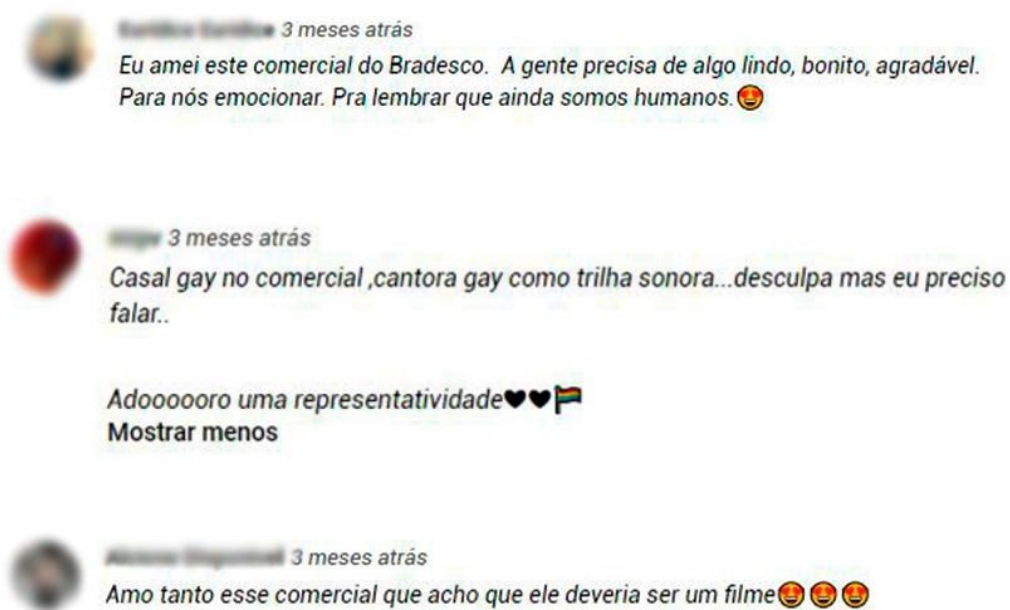 3 meses atrás
Eu amei este comercial do Bradesco. A gente precisa de algo lindo, bonito, agradável.
Para nós emocionar. Pra lembrar que ainda somos humanos.😍
3 meses atrás
Casal gay no comercial ,cantora gay como trilha sonora...desculpa mas eu preciso
falar..
Adoooooro uma representatividade♥♥🏳️‍🌈
Mostrar menos
3 meses atrás
Amo tanto esse comercial que acho que ele deveria ser um filme😍😍😍